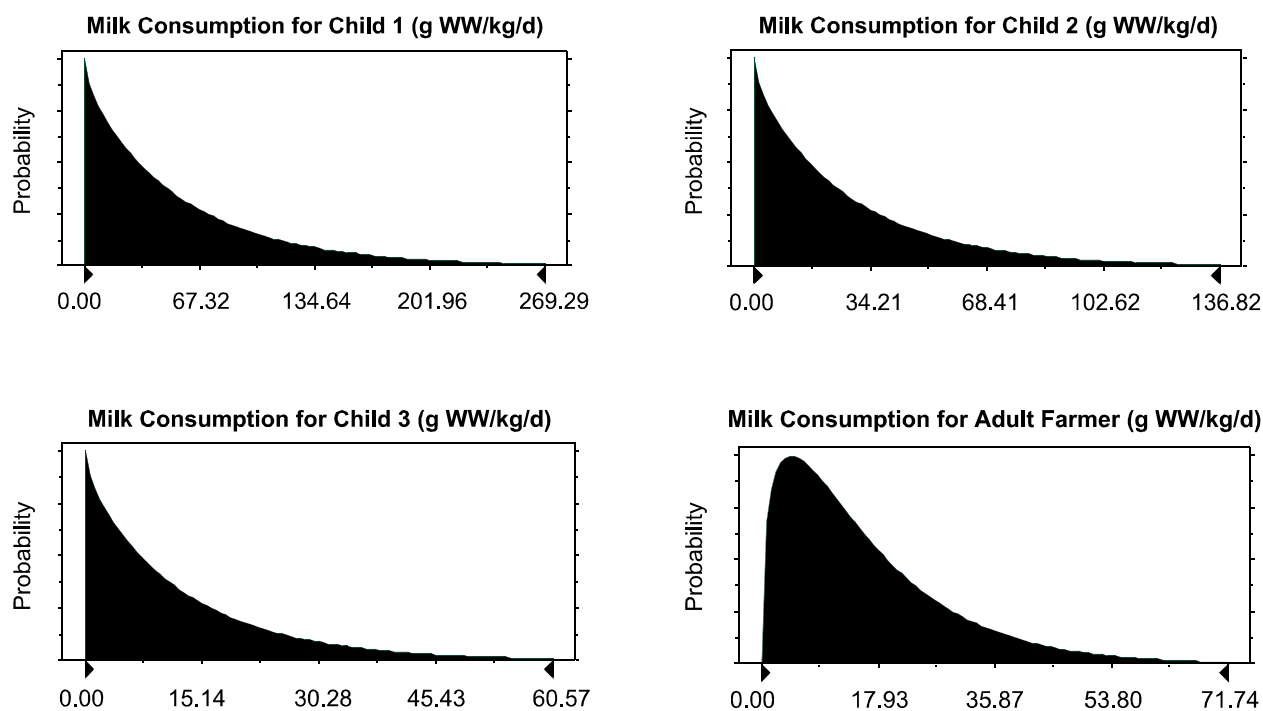 Milk Consumption for Child 1 (g WW/kg/d)
Probability
0.00 67.32 134.64 201.96 269.29
Milk Consumption for Child 2 (g WW/kg/d)
Probability
0.00 34.21 68.41 102.62 136.82
Milk Consumption for Child 3 (g WW/kg/d)
Probability
0.00 15.14 30.28 45.43 60.57
Milk Consumption for Adult Farmer (g WW/kg/d)
Probability
0.00 17.93 35.87 53.80 71.74